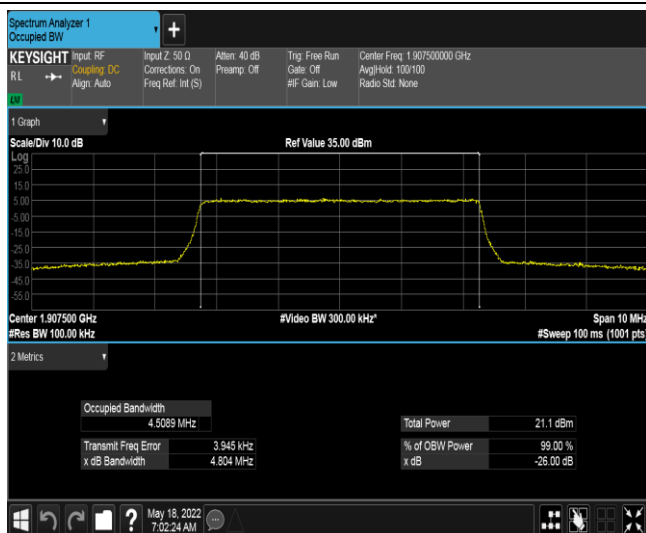 Spectrum Analyzer 1
Occupied BW
+
KEYSIGHT
RL
Input: RF
Coupling: DC
Align: Auto
Input Z: 50 Ω
Corrections: On
Freq Ref: Int (S)
Atten: 40 dB
Preamp: Off
Trig: Free Run
Gate: Off
#IF Gain: Low
Center Freq: 1.907500000 GHz
Avg|Hold: 100/100
Radio Std: None
1 Graph
Scale/Div 10.0 dB
Ref Value 35.00 dBm
Log
25.0
15.0
5.00
-5.00
-15.0
-25.0
-35.0
-45.0
-55.0
Center 1.907500 GHz
#Video BW 300.00 kHz*
Span 10 MHz
#Res BW 100.00 kHz
#Sweep 100 ms (1001 pts)
2 Metrics
Occupied Bandwidth
4.5089 MHz
Total Power 21.1 dBm
Transmit Freq Error 3.945 kHz
% of OBW Power 99.00 %
x dB Bandwidth 4.804 MHz
x dB -26.00 dB
?
May 18, 2022
7:02:24 AM